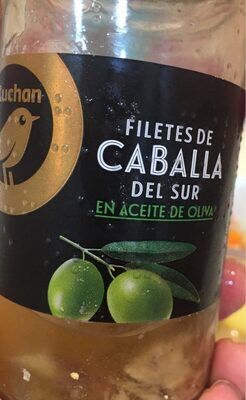 Auchan
FILETES DE
CABALLA
DEL SUR
EN ACEITE DE OLIVA